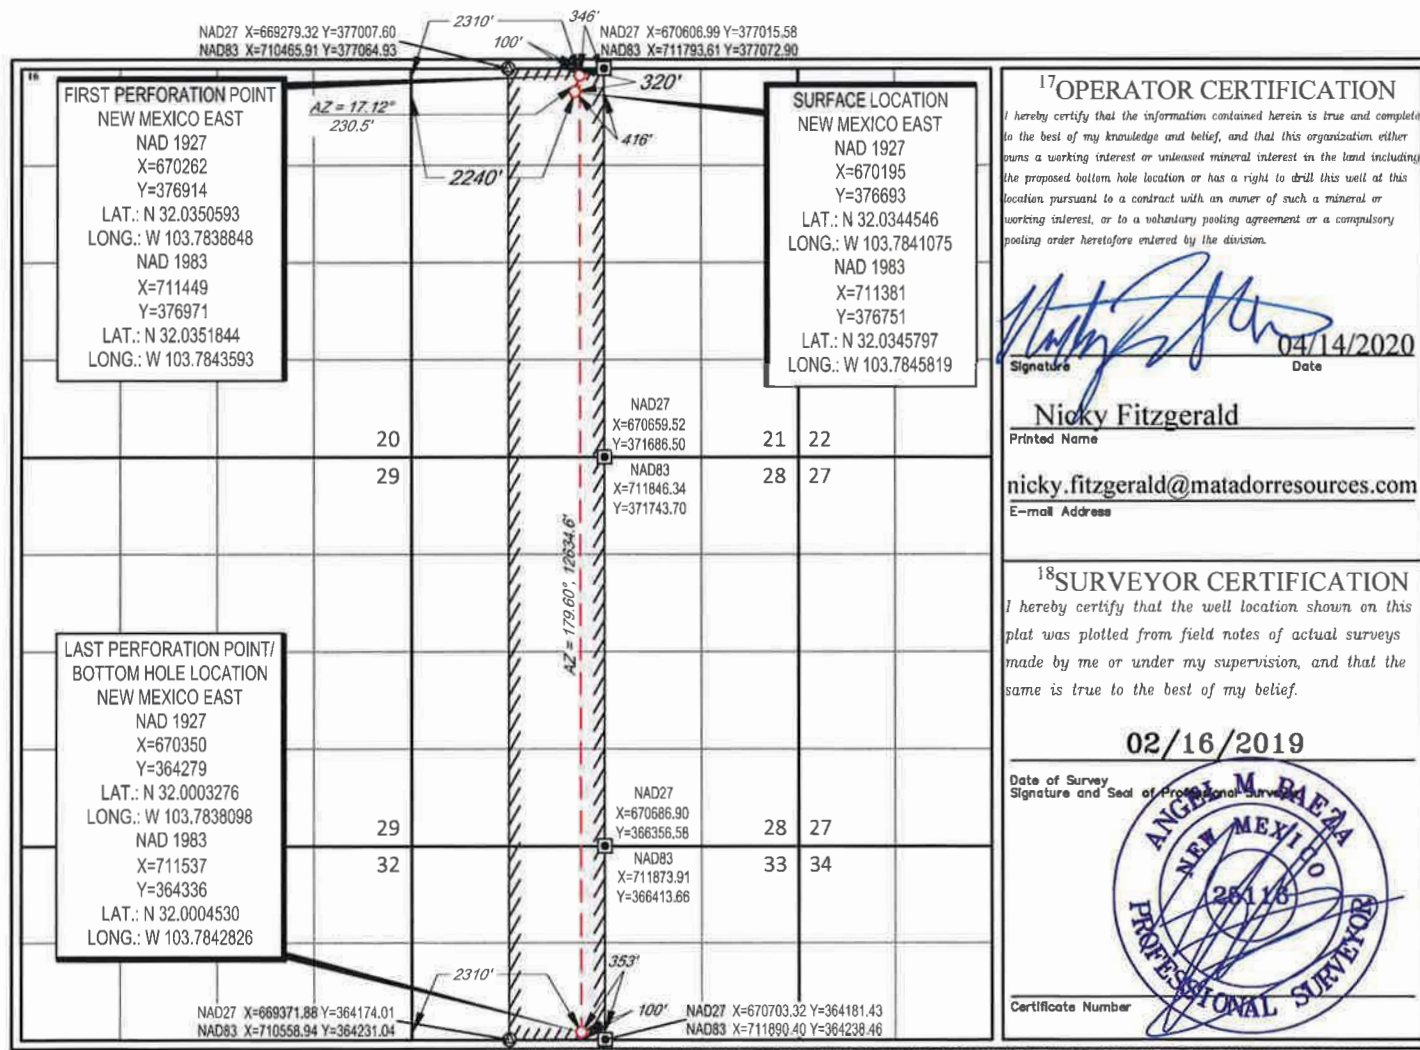 NAD27 X=669279.32 Y=377007.60
NAD83 X=710465.91 Y=377064.93
2310'
346'
100'
NAD27 X=670606.99 Y=377015.58
NAD83 X=711793.61 Y=377072.90
16
FIRST PERFORATION POINT
NEW MEXICO EAST
NAD 1927
X=670262
Y=376914
LAT.: N 32.0350593
LONG.: W 103.7838848
NAD 1983
X=711449
Y=376971
LAT.: N 32.0351844
LONG.: W 103.7843593
AZ = 17.12°
230.5'
320'
416'
2240'
SURFACE LOCATION
NEW MEXICO EAST
NAD 1927
X=670195
Y=376693
LAT.: N 32.0344546
LONG.: W 103.7841075
NAD 1983
X=711381
Y=376751
LAT.: N 32.0345797
LONG.: W 103.7845819
20
29
NAD27
X=670659.52
Y=371686.50
NAD83
X=711846.34
Y=371743.70
21 22
28 27
AZ = 179.60°, 12634.6'
LAST PERFORATION POINT/
BOTTOM HOLE LOCATION
NEW MEXICO EAST
NAD 1927
X=670350
Y=364279
LAT.: N 32.0003276
LONG.: W 103.7838098
NAD 1983
X=711537
Y=364336
LAT.: N 32.0004530
LONG.: W 103.7842826
29
32
NAD27
X=670686.90
Y=366356.58
NAD83
X=711873.91
Y=366413.66
28 27
33 34
2310'
353'
100'
NAD27 X=669371.88 Y=364174.01
NAD83 X=710558.94 Y=364231.04
NAD27 X=670703.32 Y=364181.43
NAD83 X=711890.40 Y=364238.46
17 OPERATOR CERTIFICATION
I hereby certify that the information contained herein is true and complete
to the best of my knowledge and belief, and that this organization either
owns a working interest or unleased mineral interest in the land including
the proposed bottom hole location or has a right to drill this well at this
location pursuant to a contract with an owner of such a mineral or
working interest, or to a voluntary pooling agreement or a compulsory
pooling order heretofore entered by the division.
04/14/2020
Signature Date
Nicky Fitzgerald
Printed Name
nicky.fitzgerald@matadorresources.com
E-mail Address
18 SURVEYOR CERTIFICATION
I hereby certify that the well location shown on this
plat was plotted from field notes of actual surveys
made by me or under my supervision, and that the
same is true to the best of my belief.
02/16/2019
Date of Survey
Signature and Seal of Professional Surveyor
ANGEL M. BAEZA
NEW MEXICO
25116
PROFESSIONAL SURVEYOR
Certificate Number